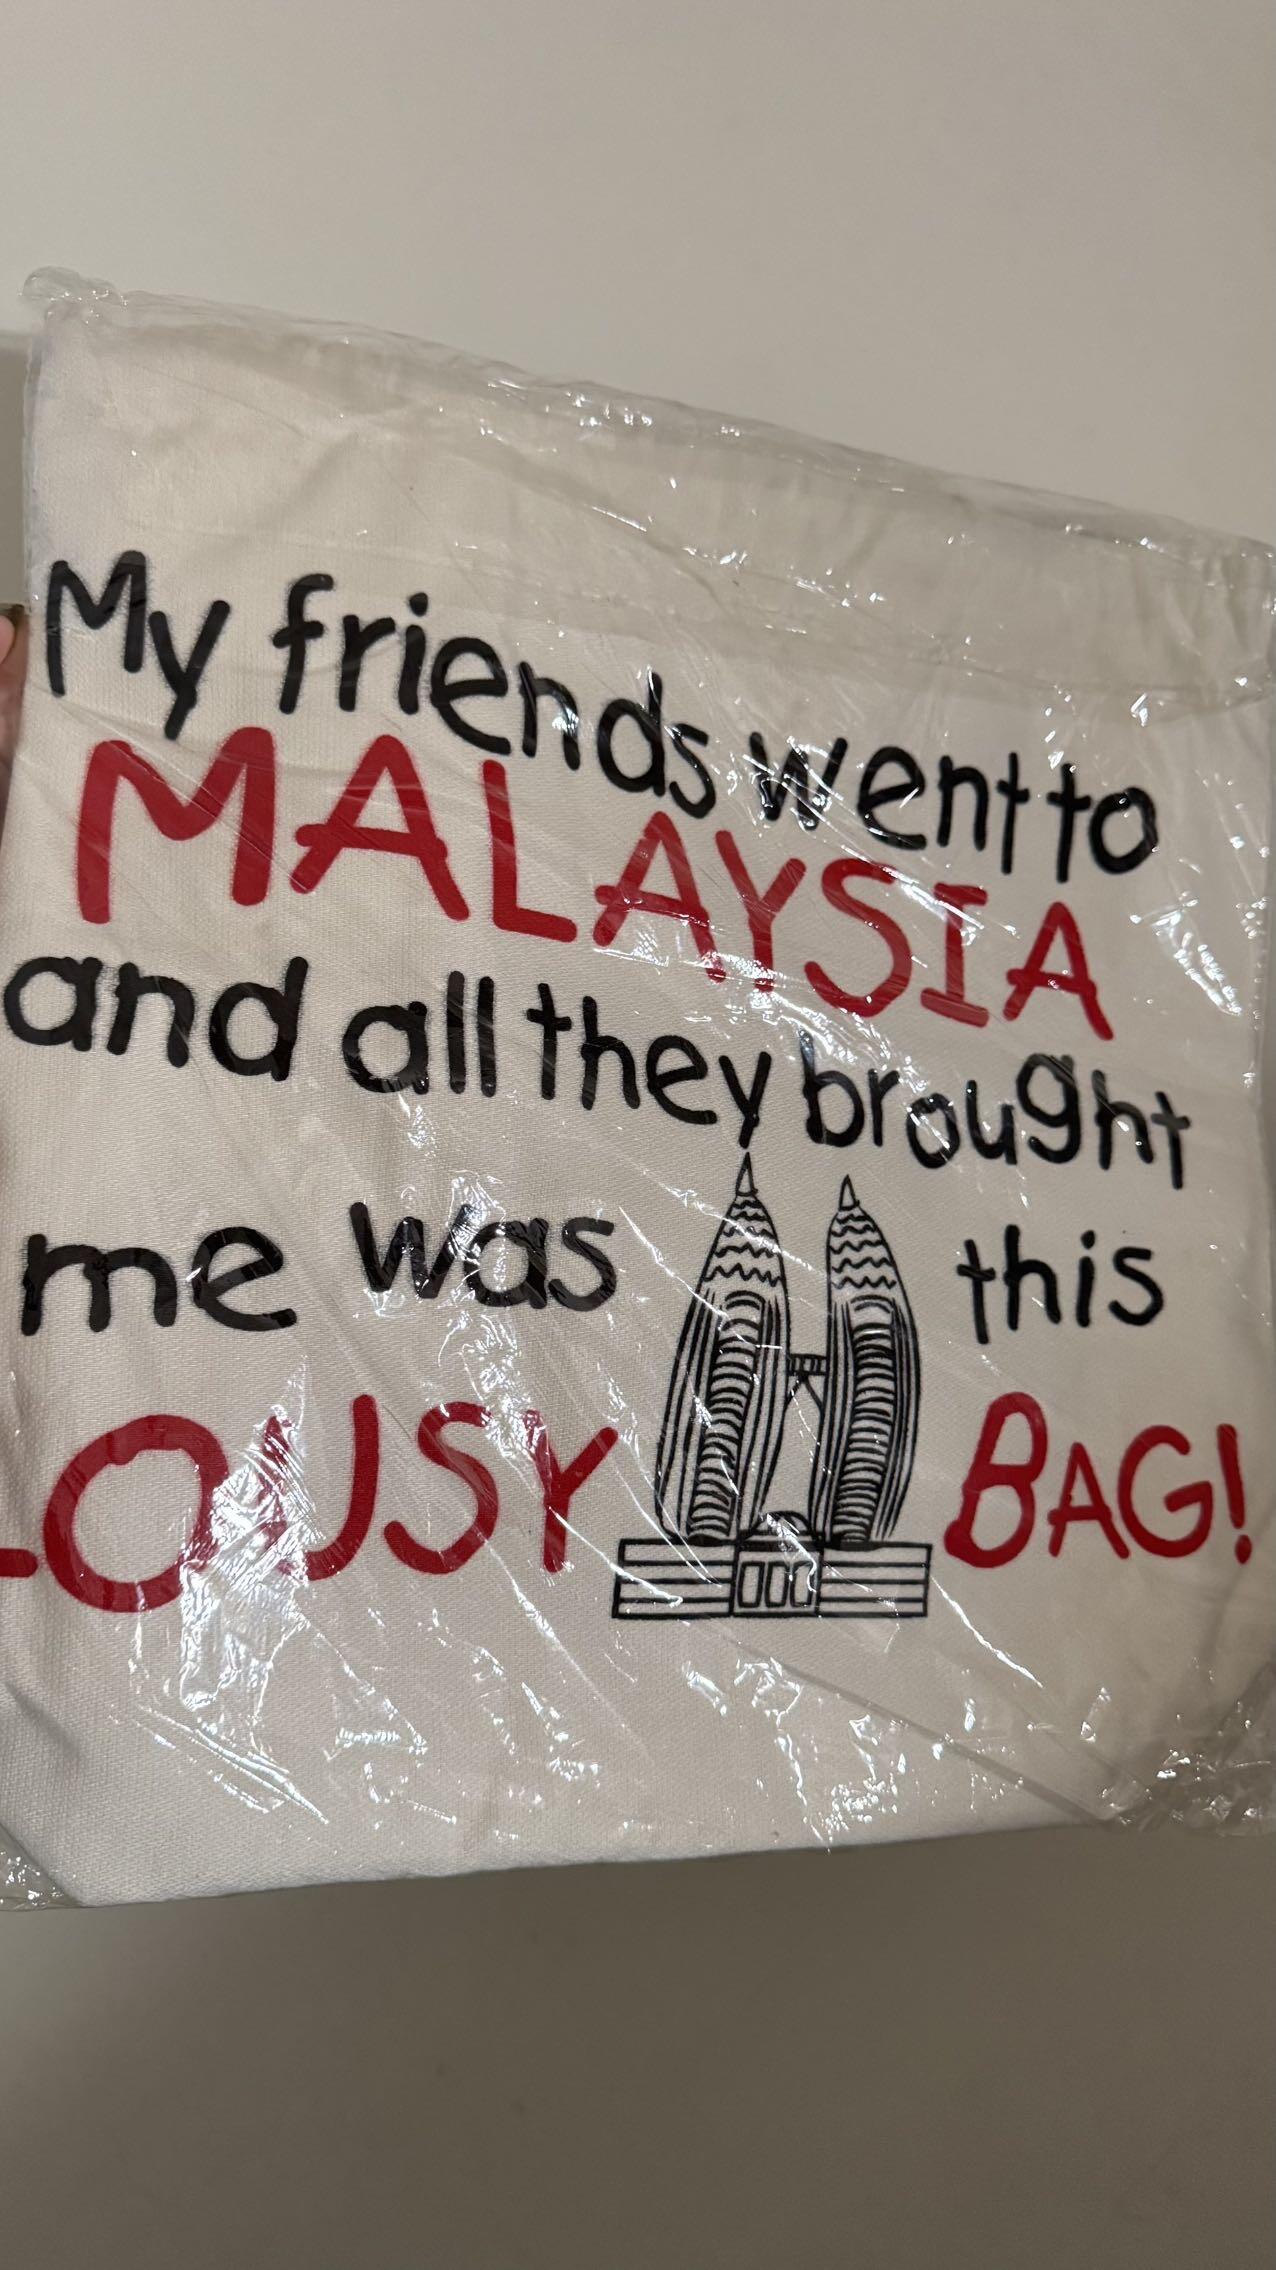 My friends went to
MALAYSIA
and all they brought
me was this
LOUSY BAG!